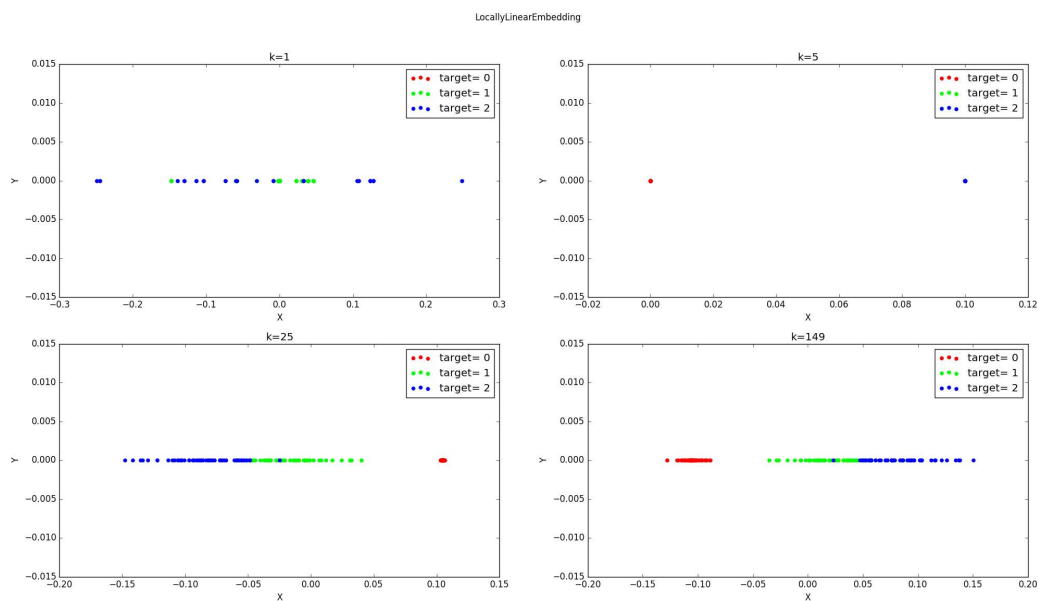 LocallyLinearEmbedding
k=1
0.015
0.010
0.005
0.000
−0.005
−0.010
−0.015
Y
−0.3
−0.2
−0.1
0.0
0.1
0.2
0.3
X
target= 0
target= 1
target= 2
k=5
0.015
0.010
0.005
0.000
−0.005
−0.010
−0.015
Y
−0.02
0.00
0.02
0.04
0.06
0.08
0.10
0.12
X
target= 0
target= 1
target= 2
k=25
0.015
0.010
0.005
0.000
−0.005
−0.010
−0.015
Y
−0.20
−0.15
−0.10
−0.05
0.00
0.05
0.10
0.15
X
target= 0
target= 1
target= 2
k=149
0.015
0.010
0.005
0.000
−0.005
−0.010
−0.015
Y
−0.20
−0.15
−0.10
−0.05
0.00
0.05
0.10
0.15
0.20
X
target= 0
target= 1
target= 2